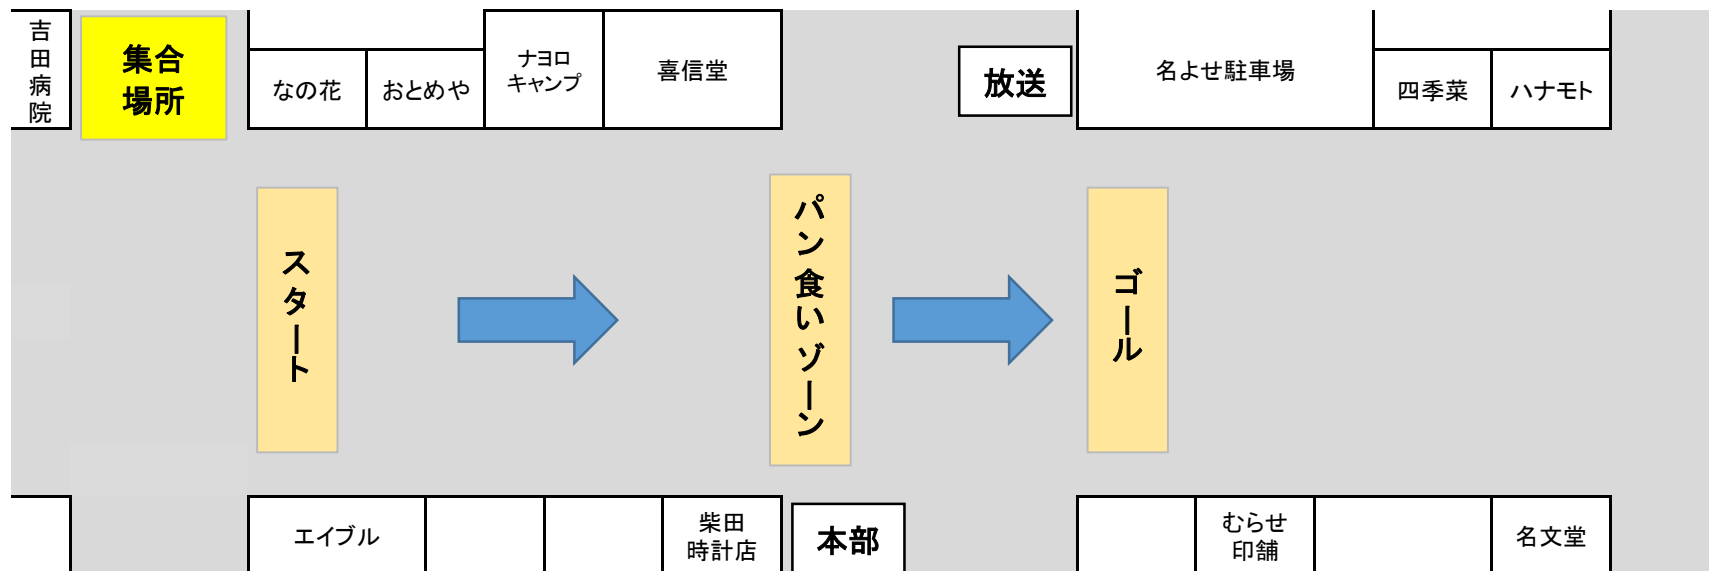 吉田病院
集合
場所
なの花
おとめや
ナヨロ
キャンプ
喜信堂
放送
名よせ駐車場
四季菜
ハナモト
スタート
パン食いゾーン
ゴール
エイブル
柴田
時計店
本部
むらせ
印舗
名文堂